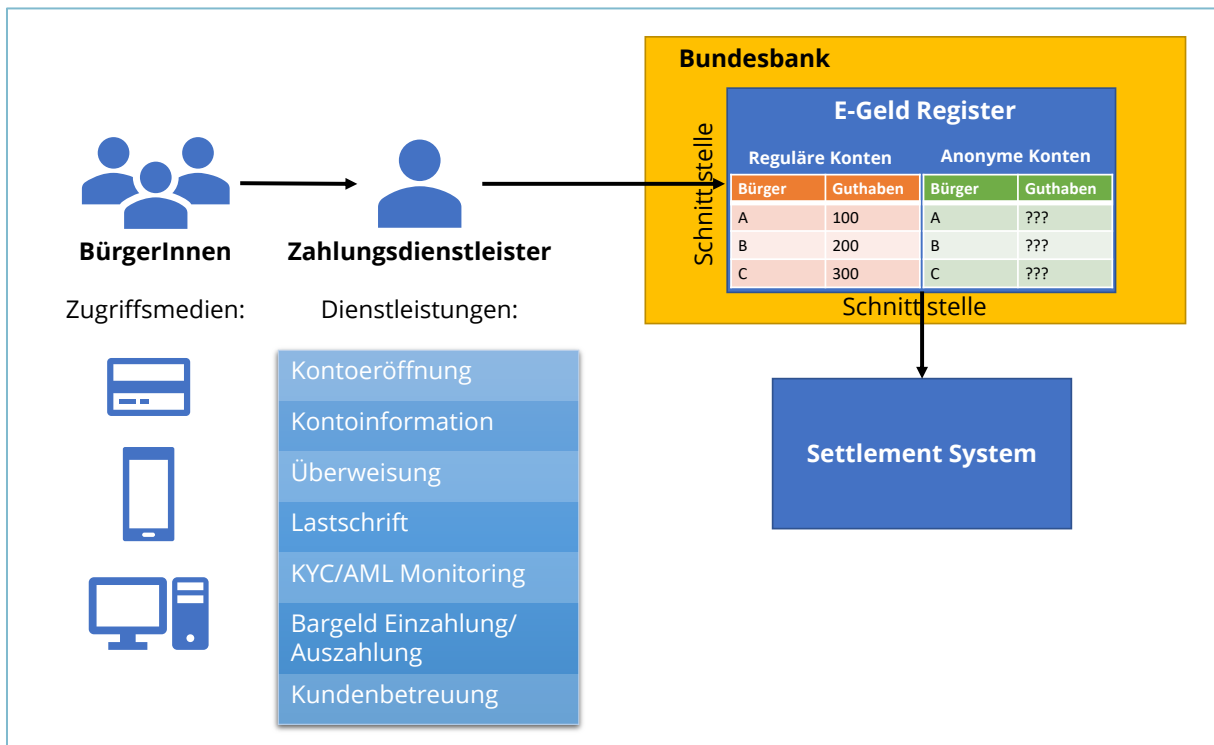 Bundesbank
E-Geld Register
Reguläre Konten
Anonyme Konten
Bürger Guthaben Bürger Guthaben
A 100 A ???
B 200 B ???
C 300 C ???
Schnittstelle
Schnittstelle
BürgerInnen
Zahlungsdienstleister
Zugriffsmedien:
Dienstleistungen:
Kontoeröffnung
Kontoinformation
Überweisung
Lastschrift
KYC/AML Monitoring
Bargeld Einzahlung/
Auszahlung
Kundenbetreuung
Settlement System